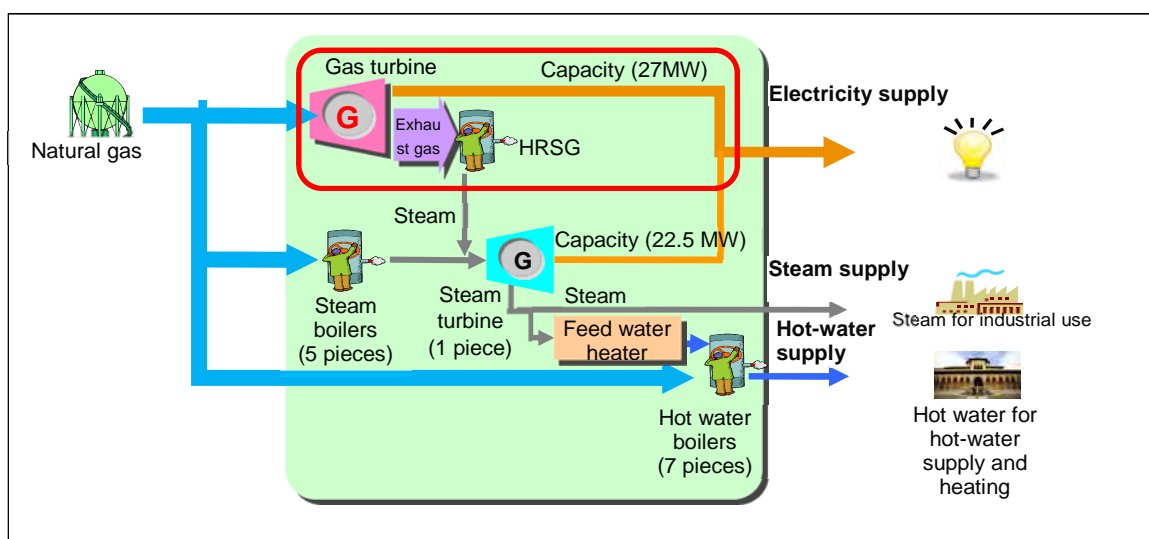 Gas turbine
Capacity (27MW)
Electricity supply
G
Exhau
st gas
HRSG
Natural gas
Steam
Capacity (22.5 MW)
G
Steam supply
Steam
boilers
(5 pieces)
Steam
turbine
(1 piece)
Steam
Steam for industrial use
Feed water
heater
Hot-water
supply
Hot water
boilers
(7 pieces)
Hot water for
hot-water
supply and
heating